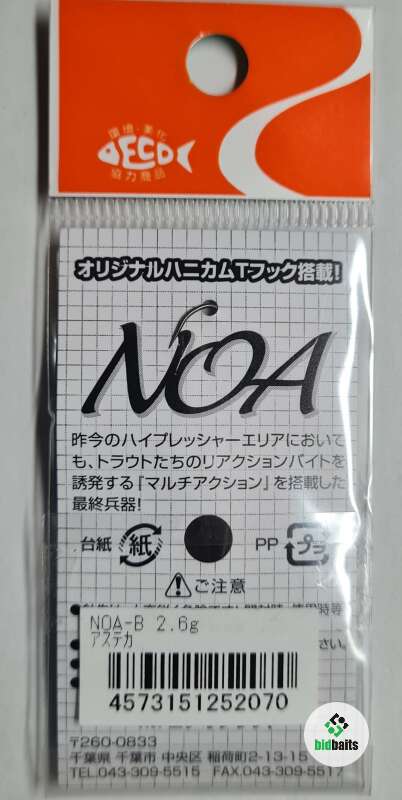 環境・美化
ECO
協力商品
オリジナルハニカムTフック搭載!
NOA
昨今のハイプレッシャーエリアにおいて
も、トラウトたちのリアクションバイトを
誘発する「マルチアクション」を搭載した
最終兵器!
台紙 紙 PP プラ
ご注意
NOA-B 2.6g
アステカ
4573151252070
〒260-0833
千葉県 千葉市 中央区 稲荷町2-13-15
TEL.043-309-5515 FAX.043-309-5517
bidbaits